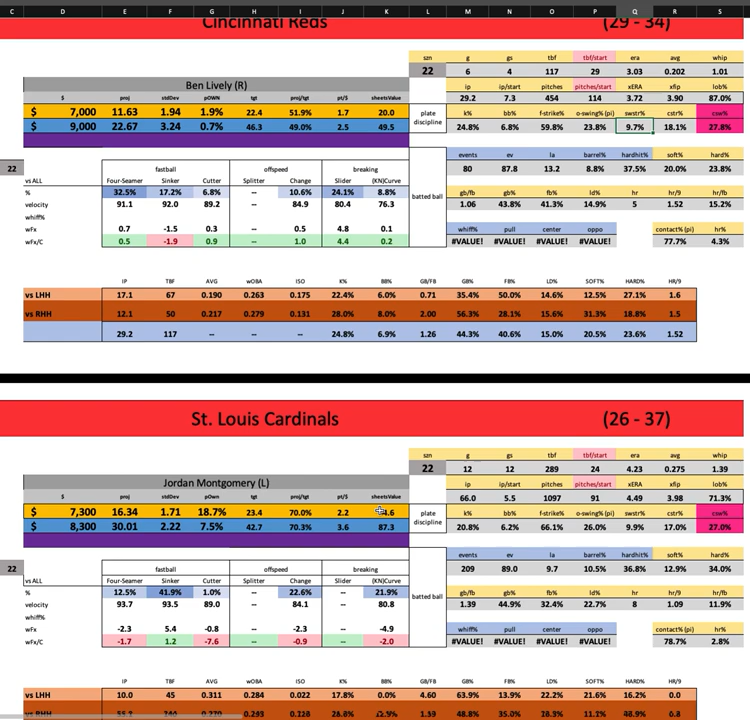 C D E F G H I J K L M N O P Q R S
Cincinnati Reds (29 - 34)
szn g gs tbf tbf/start era avg whip
22 6 4 117 29 3.03 0.202 1.01
Ben Lively (R) ip ip/start pitches pitches/start xERA xfip lob%
$ proj stdDev pOWN tgt proj/tgt pt/$ sheetsValue 29.2 7.3 454 114 3.72 3.90 87.0%
$ 7,000 11.63 1.94 1.9% 22.4 51.9% 1.7 20.0 plate discipline k% bb% f-strike% o-swing% (pi) swstr% cstr% csw%
$ 9,000 22.67 3.24 0.7% 46.3 49.0% 2.5 49.5 24.8% 6.8% 59.8% 23.8% 9.7% 18.1% 27.8%
events ev la barrel% hardhit% soft% hard%
22 fastball offspeed breaking 80 87.8 13.2 8.8% 37.5% 20.0% 23.8%
vs ALL Four-Seamer Sinker Cutter Splitter Change Slider (KN)Curve
% 32.5% 17.2% 6.8% -- 10.6% 24.1% 8.8% batted ball gb/fb gb% fb% ld% hr hr/9 hr/fb
velocity 91.1 92.0 89.2 -- 84.9 80.4 76.3 1.06 43.8% 41.3% 14.9% 5 1.52 15.2%
whiff%
wFx 0.7 -1.5 0.3 -- 0.5 4.8 0.1 whiff% pull center oppo contact% (pi) hr%
wFx/C 0.5 -1.9 0.9 -- 1.0 4.4 0.2 #VALUE! #VALUE! #VALUE! #VALUE! 77.7% 4.3%
IP TBF AVG wOBA ISO K% BB% GB/FB GB% FB% LD% SOFT% HARD% HR/9
vs LHH 17.1 67 0.190 0.263 0.175 22.4% 6.0% 0.71 35.4% 50.0% 14.6% 12.5% 27.1% 1.6
vs RHH 12.1 50 0.217 0.279 0.131 28.0% 8.0% 2.00 56.3% 28.1% 15.6% 31.3% 18.8% 1.5
29.2 117 -- -- -- 24.8% 6.9% 1.26 44.3% 40.6% 15.0% 20.5% 23.6% 1.52
St. Louis Cardinals (26 - 37)
szn g gs tbf tbf/start era avg whip
22 12 12 289 24 4.23 0.275 1.39
Jordan Montgomery (L) ip ip/start pitches pitches/start xERA xfip lob%
$ proj stdDev pOwn tgt proj/tgt pt/$ sheetsValue 66.0 5.5 1097 91 4.49 3.98 71.3%
$ 7,300 16.34 1.71 18.7% 23.4 70.0% 2.2 plate discipline k% bb% f-strike% o-swing% (pi) swstr% cstr% csw%
$ 8,300 30.01 2.22 7.5% 42.7 70.3% 3.6 87.3 20.8% 6.2% 66.1% 26.0% 9.9% 17.0% 27.0%
events ev la barrel% hardhit% soft% hard%
22 fastball offspeed breaking 209 89.0 9.7 10.5% 36.8% 12.9% 34.0%
vs ALL Four-Seamer Sinker Cutter Splitter Change Slider (KN)Curve
% 12.5% 41.9% 1.0% -- 22.6% -- 21.9% batted ball gb/fb gb% fb% ld% hr hr/9 hr/fb
velocity 93.7 93.5 89.0 -- 84.1 -- 80.8 1.39 44.9% 32.4% 22.7% 8 1.09 11.9%
whiff%
wFx -2.3 5.4 -0.8 -- -2.3 -- -4.9 whiff% pull center oppo contact% (pi) hr%
wFx/C -1.7 1.2 -7.6 -- -0.9 -- -2.0 #VALUE! #VALUE! #VALUE! #VALUE! 78.7% 2.8%
IP TBF AVG wOBA ISO K% BB% GB/FB GB% FB% LD% SOFT% HARD% HR/9
vs LHH 10.0 45 0.311 0.284 0.022 17.8% 0.0% 4.60 63.9% 13.9% 22.2% 21.6% 16.2% 0.0
vs RHH 0.293 1.59 48.8% 35.0%